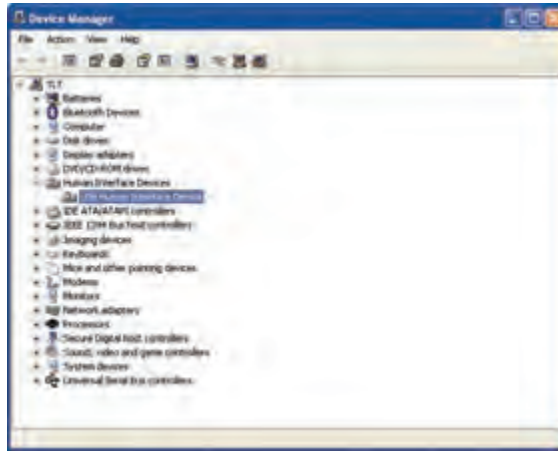 Device Manager
File Action View Help
TLT
Batteries
Bluetooth Devices
Computer
Disk drives
Display adapters
DVD/CD-ROM drives
Human Interface Devices
USB Human Interface Device
IDE ATA/ATAPI controllers
IEEE 1394 Bus host controllers
Imaging devices
Keyboards
Mice and other pointing devices
Modems
Monitors
Network adapters
Processors
Secure Digital host controllers
Sound, video and game controllers
System devices
Universal Serial Bus controllers